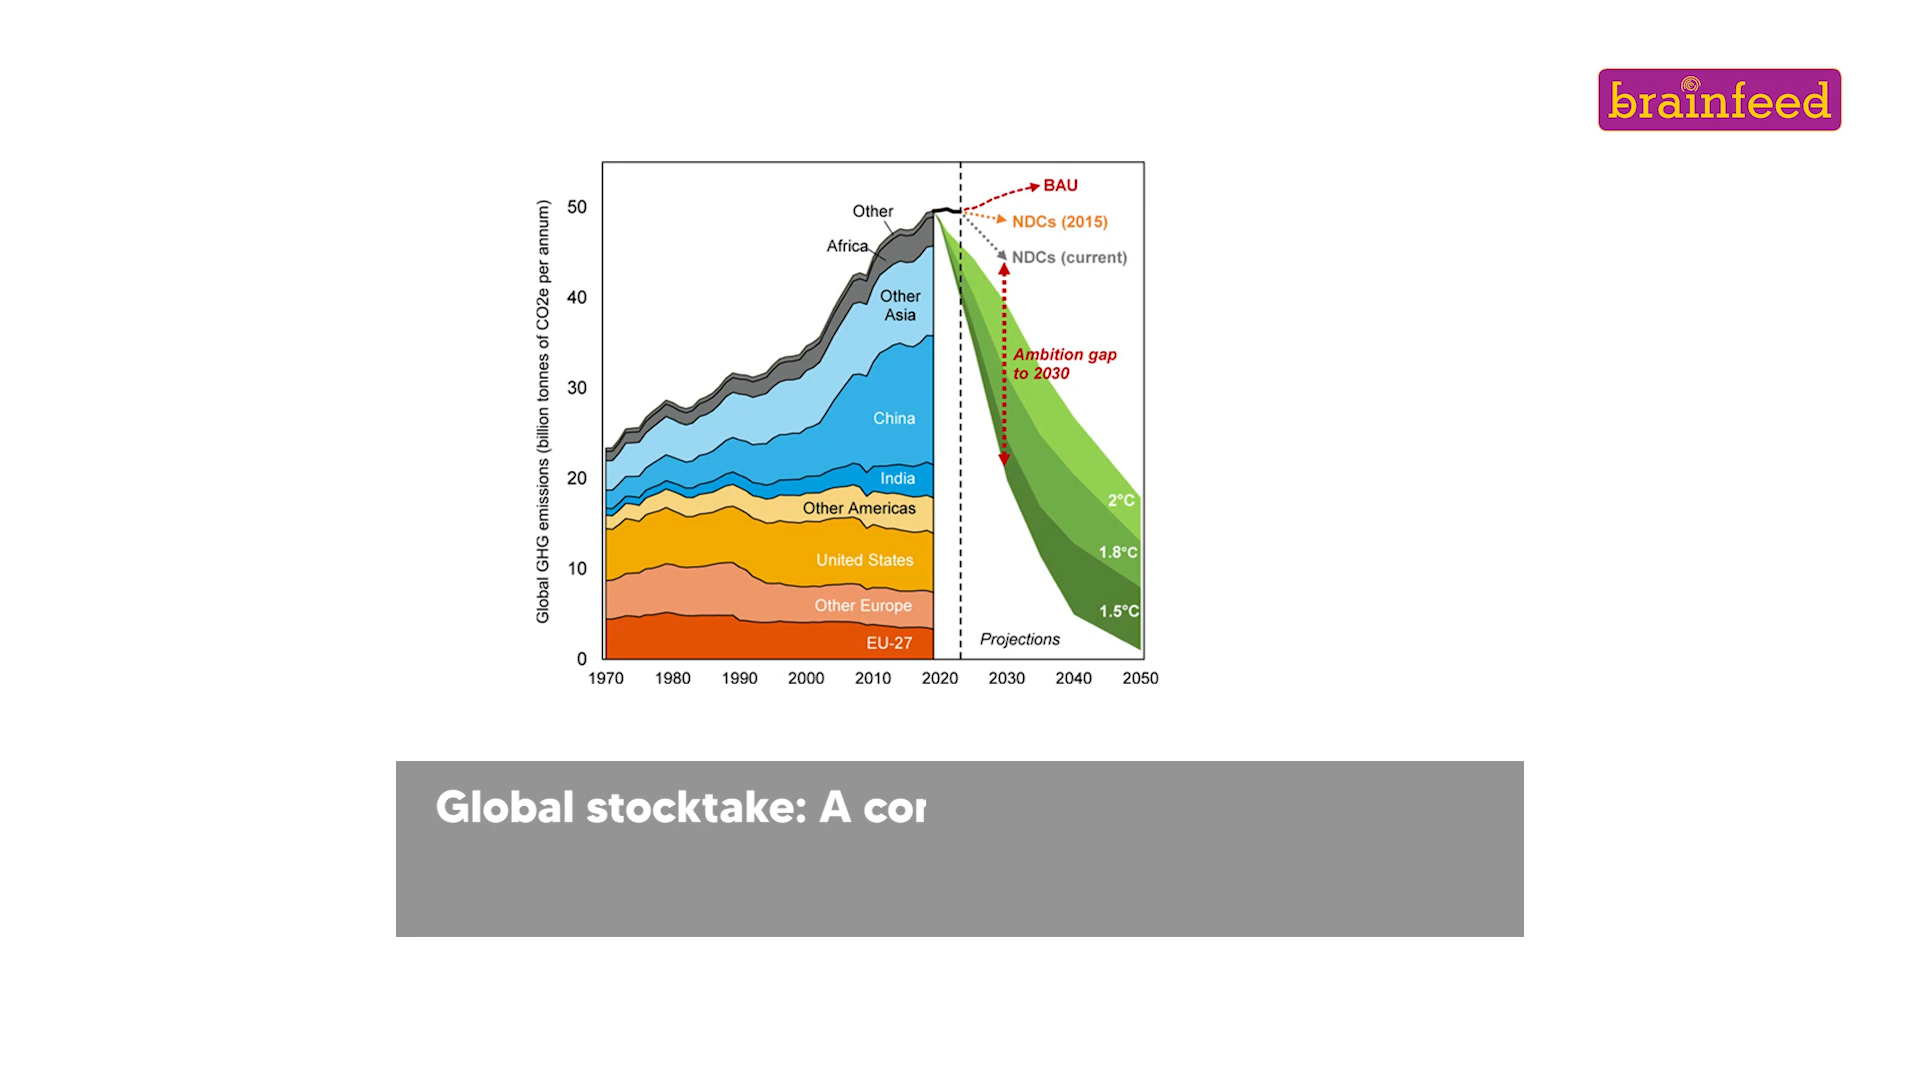 brainfeed
Global GHG emissions (billion tonnes of CO2e per annum)
50
40
30
20
10
0
Other
Africa
Other
Asia
China
India
Other Americas
United States
Other Europe
EU-27
BAU
NDCs (2015)
NDCs (current)
Ambition gap
to 2030
2°C
1.8°C
1.5°C
Projections
1970 1980 1990 2000 2010 2020 2030 2040 2050
Global stocktake: A cor